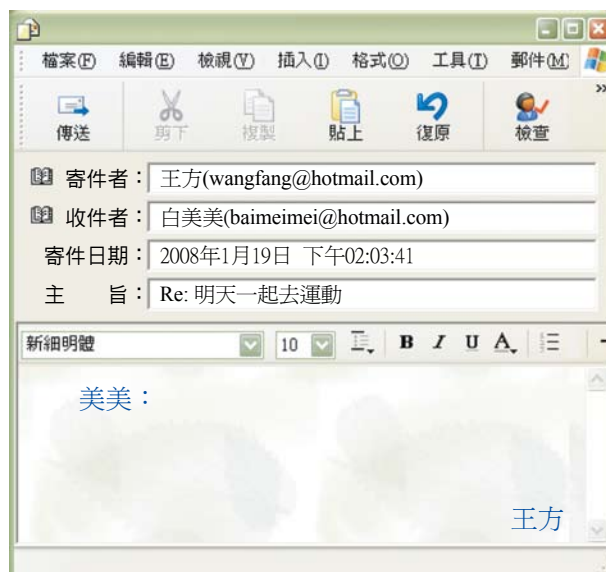 檔案(F) 編輯(E) 檢視(V) 插入(I) 格式(O) 工具(T) 郵件(M)
傳送 剪下 複製 貼上 復原 檢查 »
寄件者：王方(wangfang@hotmail.com)
收件者：白美美(baimeimei@hotmail.com)
寄件日期：2008年1月19日 下午02:03:41
主 旨：Re: 明天一起去運動
新細明體 10 B I U A
美美：
王方